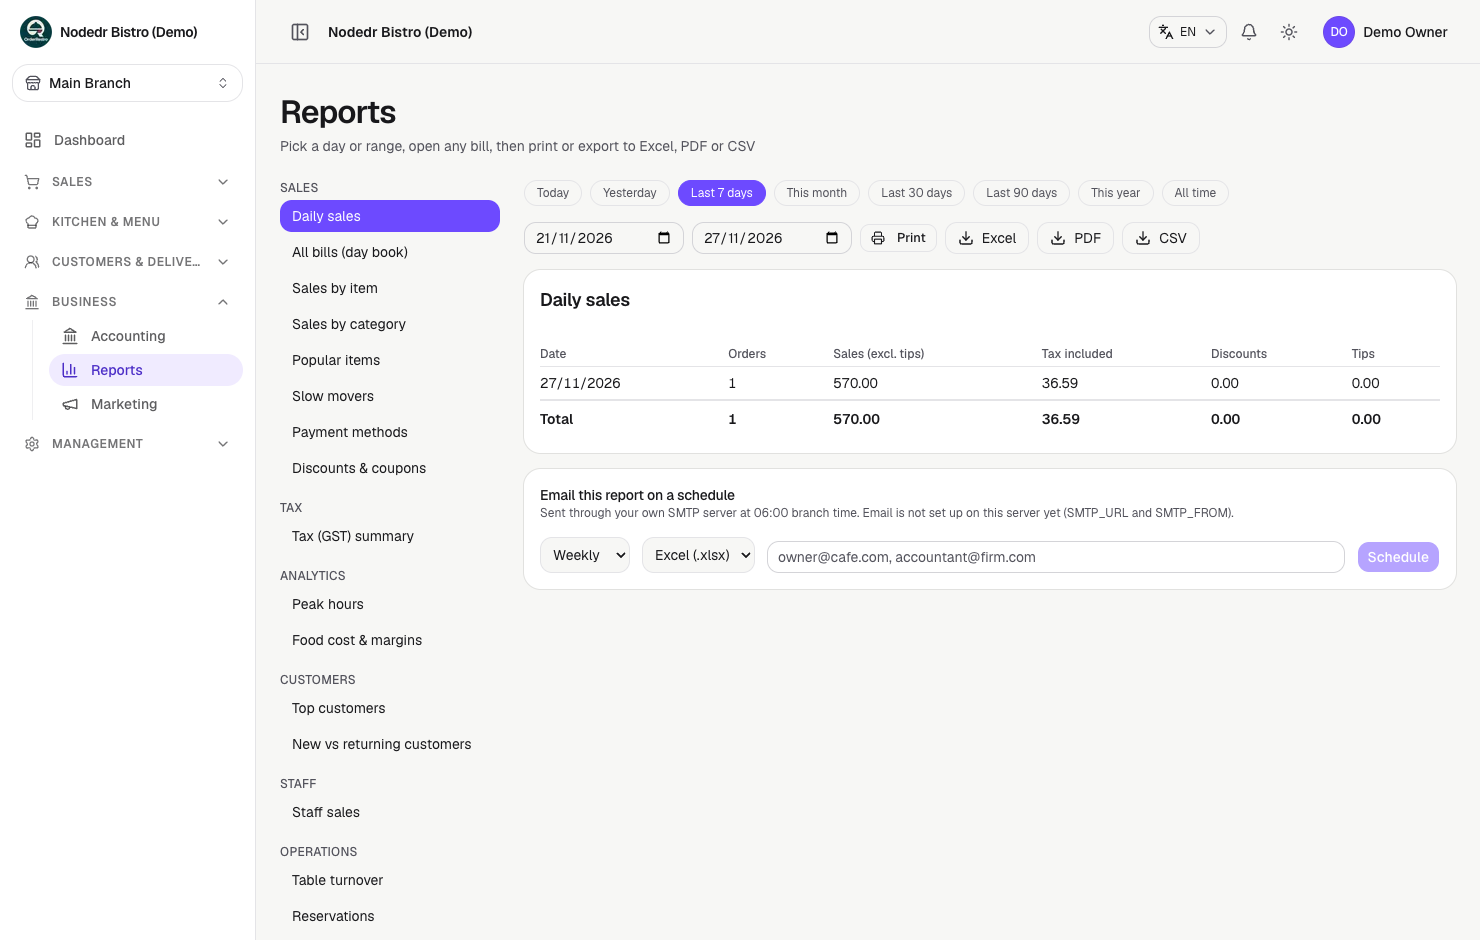 Nodedr Bistro (Demo)
Main Branch
Dashboard
SALES
KITCHEN & MENU
CUSTOMERS & DELIVE...
BUSINESS
Accounting
Reports
Marketing
MANAGEMENT
Nodedr Bistro (Demo)
EN
DO
Demo Owner
Reports
Pick a day or range, open any bill, then print or export to Excel, PDF or CSV
SALES
Daily sales
All bills (day book)
Sales by item
Sales by category
Popular items
Slow movers
Payment methods
Discounts & coupons
TAX
Tax (GST) summary
ANALYTICS
Peak hours
Food cost & margins
CUSTOMERS
Top customers
New vs returning customers
STAFF
Staff sales
OPERATIONS
Table turnover
Reservations
Today Yesterday Last 7 days This month Last 30 days Last 90 days This year All time
21/11/2026 27/11/2026 Print Excel PDF CSV
Daily sales
Date Orders Sales (excl. tips) Tax included Discounts Tips
27/11/2026 1 570.00 36.59 0.00 0.00
Total 1 570.00 36.59 0.00 0.00
Email this report on a schedule
Sent through your own SMTP server at 06:00 branch time. Email is not set up on this server yet (SMTP_URL and SMTP_FROM).
Weekly Excel (.xlsx) owner@cafe.com, accountant@firm.com Schedule